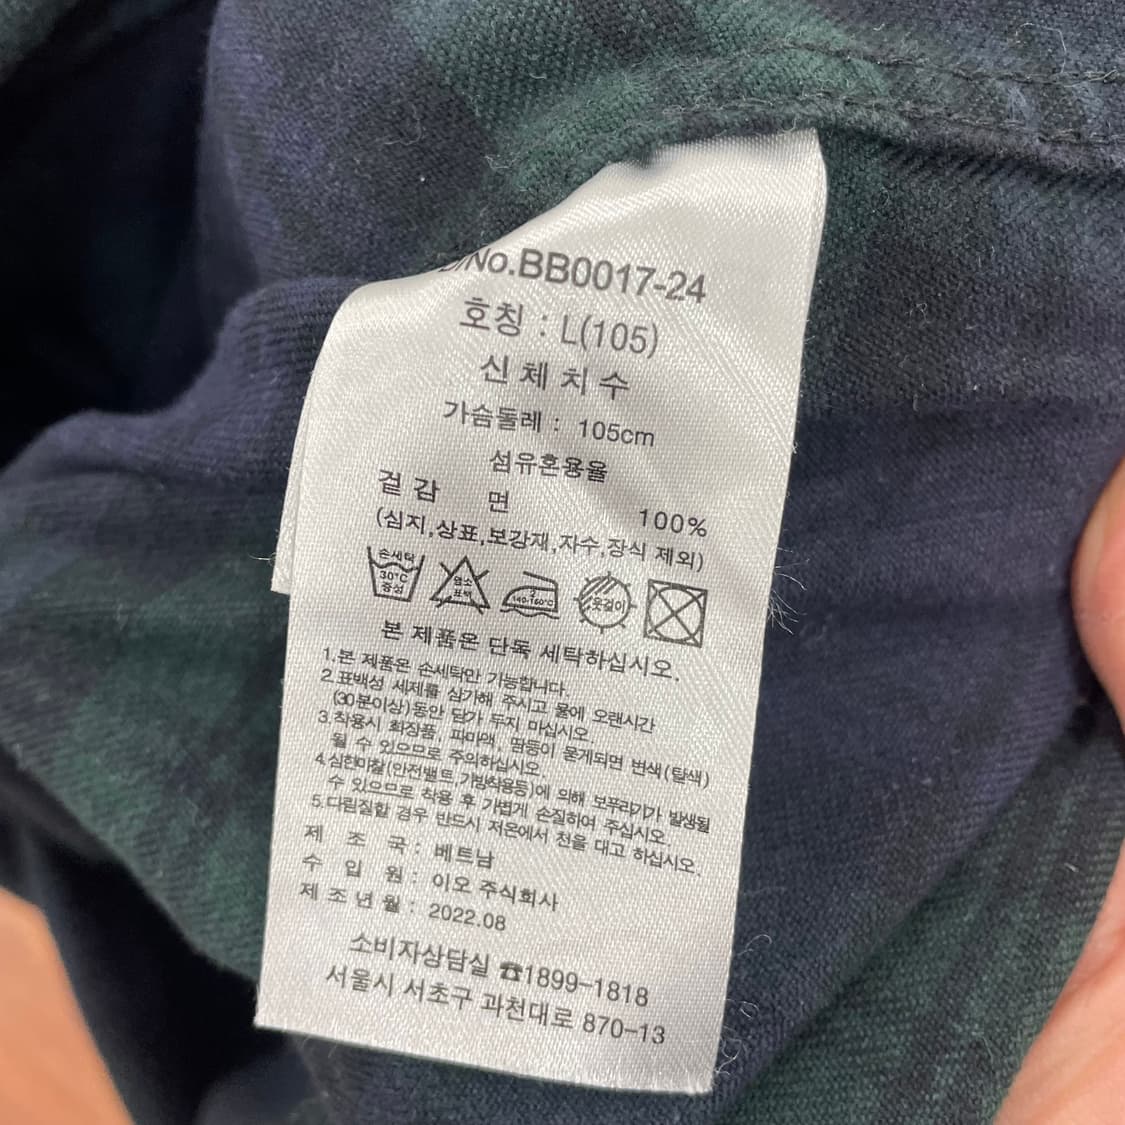 No.BB0017-24
호칭 : L(105)
신체치수
가슴둘레 : 105cm
섬유혼용율
겉감 면 100%
(심지,상표,보강재,자수,장식 제외)
손세탁 30°C 중성 염소 표백 2 140-160°C 옷걸이
본 제품은 단독 세탁하십시오.
1.본 제품은 손세탁만 가능합니다.
2.표백성 세제를 삼가해 주시고 물에 오랜시간
(30분이상)동안 담가 두지 마십시오
3.착용시 화장품, 파마액, 땀등이 묻게되면 변색(탈색)
될 수 있으므로 주의하십시오.
4.심한마찰(안전밸트,가방착용등)에 의해 보푸라기가 발생될
수 있으므로 착용 후 가볍게 손질하여 주십시오.
5.다림질할 경우 반드시 저온에서 천을 대고 하십시오.
제 조 국 : 베트남
수 입 원 : 이오 주식회사
제조년월 : 2022.08
소비자상담실 ☎1899-1818
서울시 서초구 과천대로 870-13